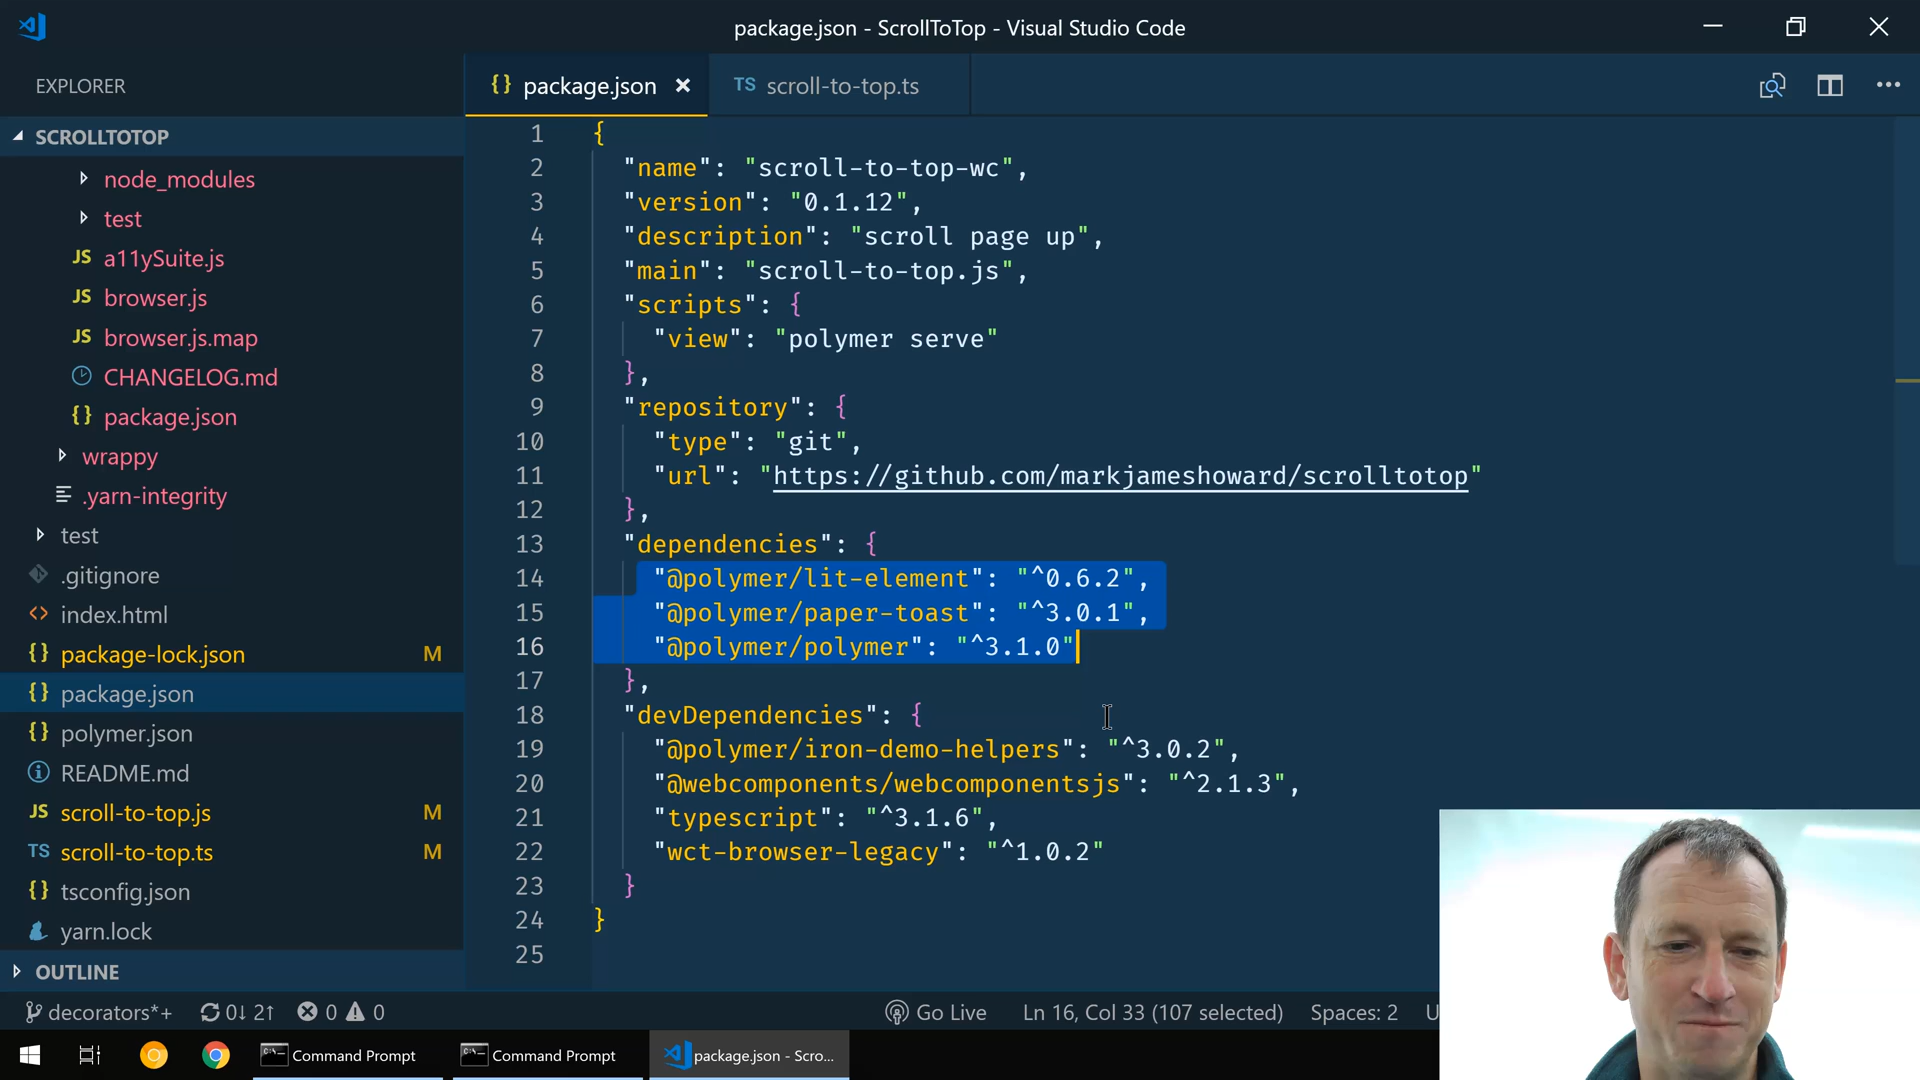 package.json - ScrollToTop - Visual Studio Code
EXPLORER
{} package.json ×
TS scroll-to-top.ts
SCROLLTOTOP
node_modules
test
JS a11ySuite.js
JS browser.js
JS browser.js.map
CHANGELOG.md
{} package.json
wrappy
.yarn-integrity
test
.gitignore
<> index.html
{} package-lock.json M
{} package.json
{} polymer.json
README.md
JS scroll-to-top.js M
TS scroll-to-top.ts M
{} tsconfig.json
yarn.lock
OUTLINE
1 {
2 "name": "scroll-to-top-wc",
3 "version": "0.1.12",
4 "description": "scroll page up",
5 "main": "scroll-to-top.js",
6 "scripts": {
7 "view": "polymer serve"
8 },
9 "repository": {
10 "type": "git",
11 "url": "https://github.com/markjameshoward/scrolltotop"
12 },
13 "dependencies": {
14 "@polymer/lit-element": "^0.6.2",
15 "@polymer/paper-toast": "^3.0.1",
16 "@polymer/polymer": "^3.1.0"
17 },
18 "devDependencies": {
19 "@polymer/iron-demo-helpers": "^3.0.2",
20 "@webcomponents/webcomponentsjs": "^2.1.3",
21 "typescript": "^3.1.6",
22 "wct-browser-legacy": "^1.0.2"
23 }
24 }
25
decorators*+ 0↓ 2↑ 0 0 Go Live Ln 16, Col 33 (107 selected) Spaces: 2 U
Command Prompt
Command Prompt
package.json - Scro...